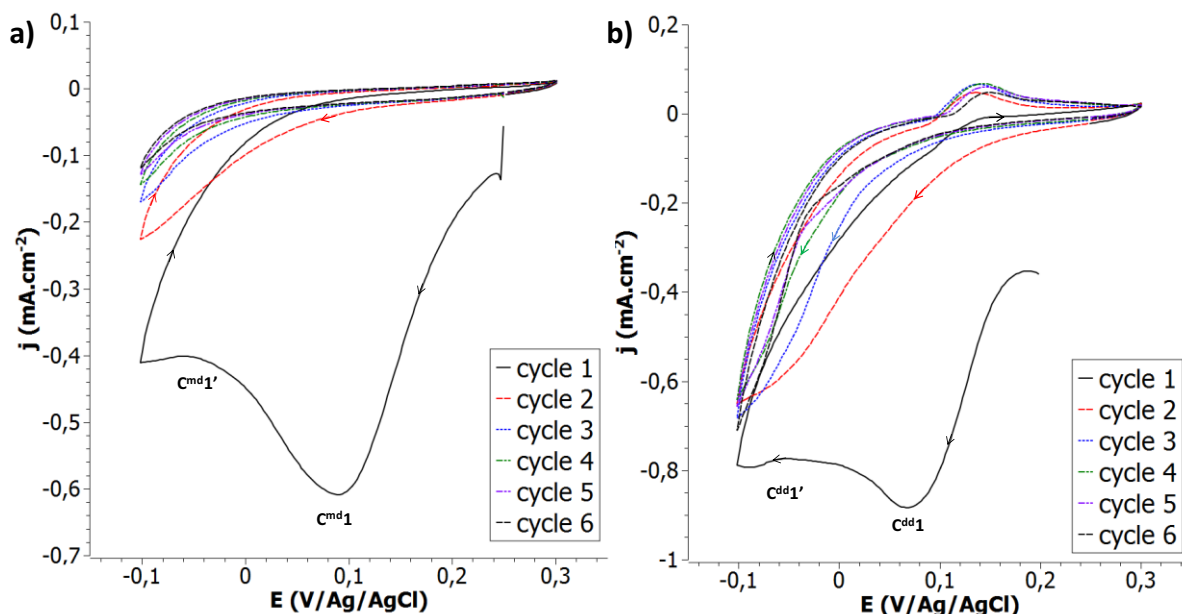 a)
0,1
0
-0,1
-0,2
-0,3
-0,4
-0,5
-0,6
-0,7
j (mA.cm-2)
-0,1
0
0,1
0,2
0,3
E (V/Ag/AgCl)
Cmd1'
Cmd1
cycle 1
cycle 2
cycle 3
cycle 4
cycle 5
cycle 6
b)
0,2
0
-0,2
-0,4
-0,6
-0,8
-1
j (mA.cm-2)
-0,1
0
0,1
0,2
0,3
E (V/Ag/AgCl)
Cdd1'
Cdd1
cycle 1
cycle 2
cycle 3
cycle 4
cycle 5
cycle 6